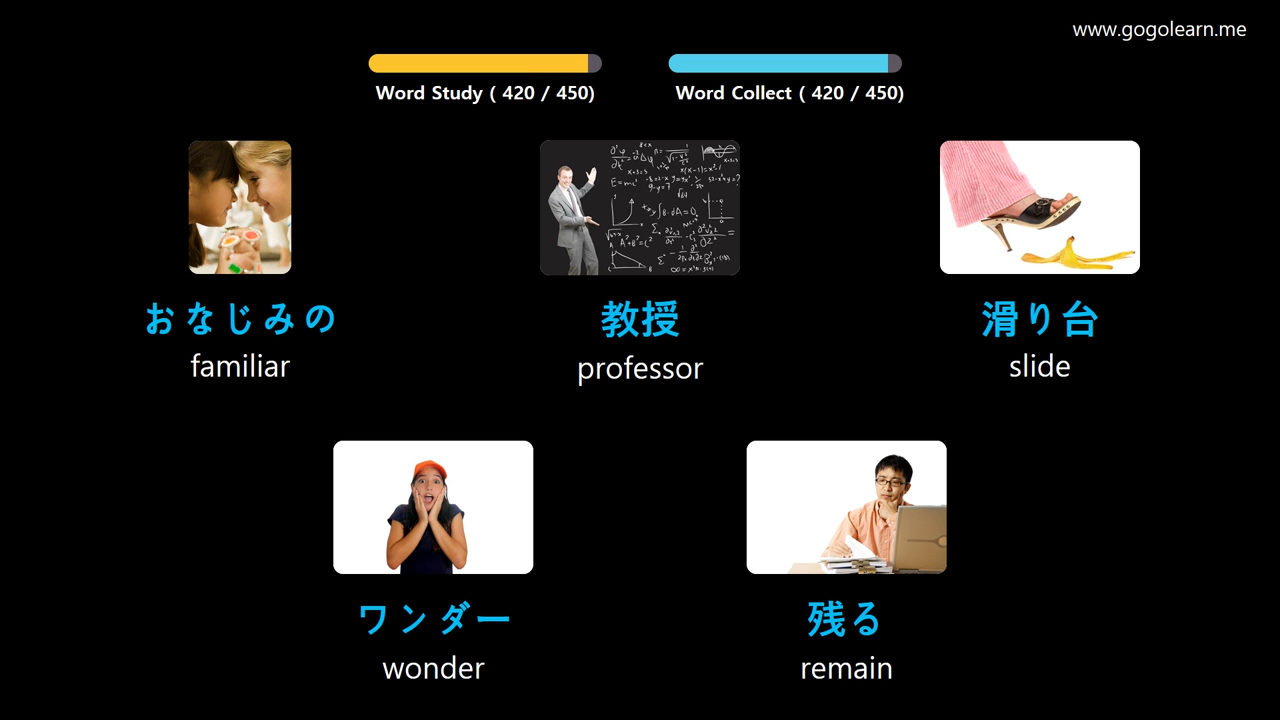 www.gogolearn.me
Word Study ( 420 / 450)
Word Collect ( 420 / 450)
おなじみの
familiar
教授
professor
滑り台
slide
ワンダー
wonder
残る
remain